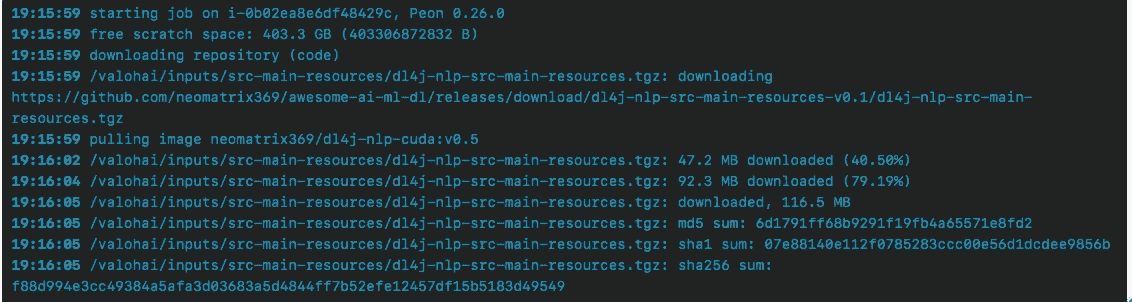 19:15:59 starting job on i-0b02ea8e6df48429c, Peon 0.26.0
19:15:59 free scratch space: 403.3 GB (403306872832 B)
19:15:59 downloading repository (code)
19:15:59 /valohai/inputs/src-main-resources/dl4j-nlp-src-main-resources.tgz: downloading
https://github.com/neomatrix369/awesome-ai-ml-dl/releases/download/dl4j-nlp-src-main-resources-v0.1/dl4j-nlp-src-main-
resources.tgz
19:15:59 pulling image neomatrix369/dl4j-nlp-cuda:v0.5
19:16:02 /valohai/inputs/src-main-resources/dl4j-nlp-src-main-resources.tgz: 47.2 MB downloaded (40.50%)
19:16:04 /valohai/inputs/src-main-resources/dl4j-nlp-src-main-resources.tgz: 92.3 MB downloaded (79.19%)
19:16:05 /valohai/inputs/src-main-resources/dl4j-nlp-src-main-resources.tgz: downloaded, 116.5 MB
19:16:05 /valohai/inputs/src-main-resources/dl4j-nlp-src-main-resources.tgz: md5 sum: 6d1791ff68b9291f19fb4a65571e8fd2
19:16:05 /valohai/inputs/src-main-resources/dl4j-nlp-src-main-resources.tgz: sha1 sum: 07e88140e112f0785283ccc00e56d1dcdee9856b
19:16:05 /valohai/inputs/src-main-resources/dl4j-nlp-src-main-resources.tgz: sha256 sum:
f88d994e3cc49384a5afa3d03683a5d4844ff7b52efe12457df15b5183d49549